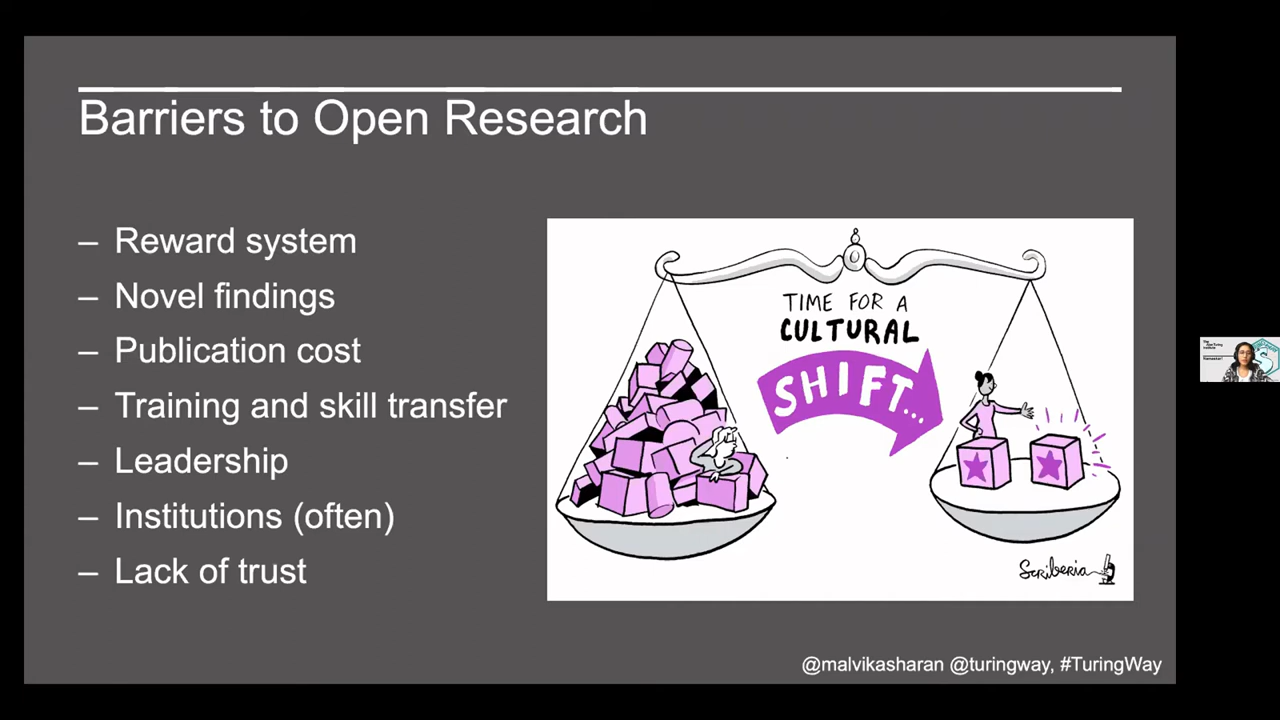 Barriers to Open Research
– Reward system
– Novel findings
– Publication cost
– Training and skill transfer
– Leadership
– Institutions (often)
– Lack of trust
TIME FOR A
CULTURAL
SHIFT...
Scriberia
@malvikasharan @turingway, #TuringWay